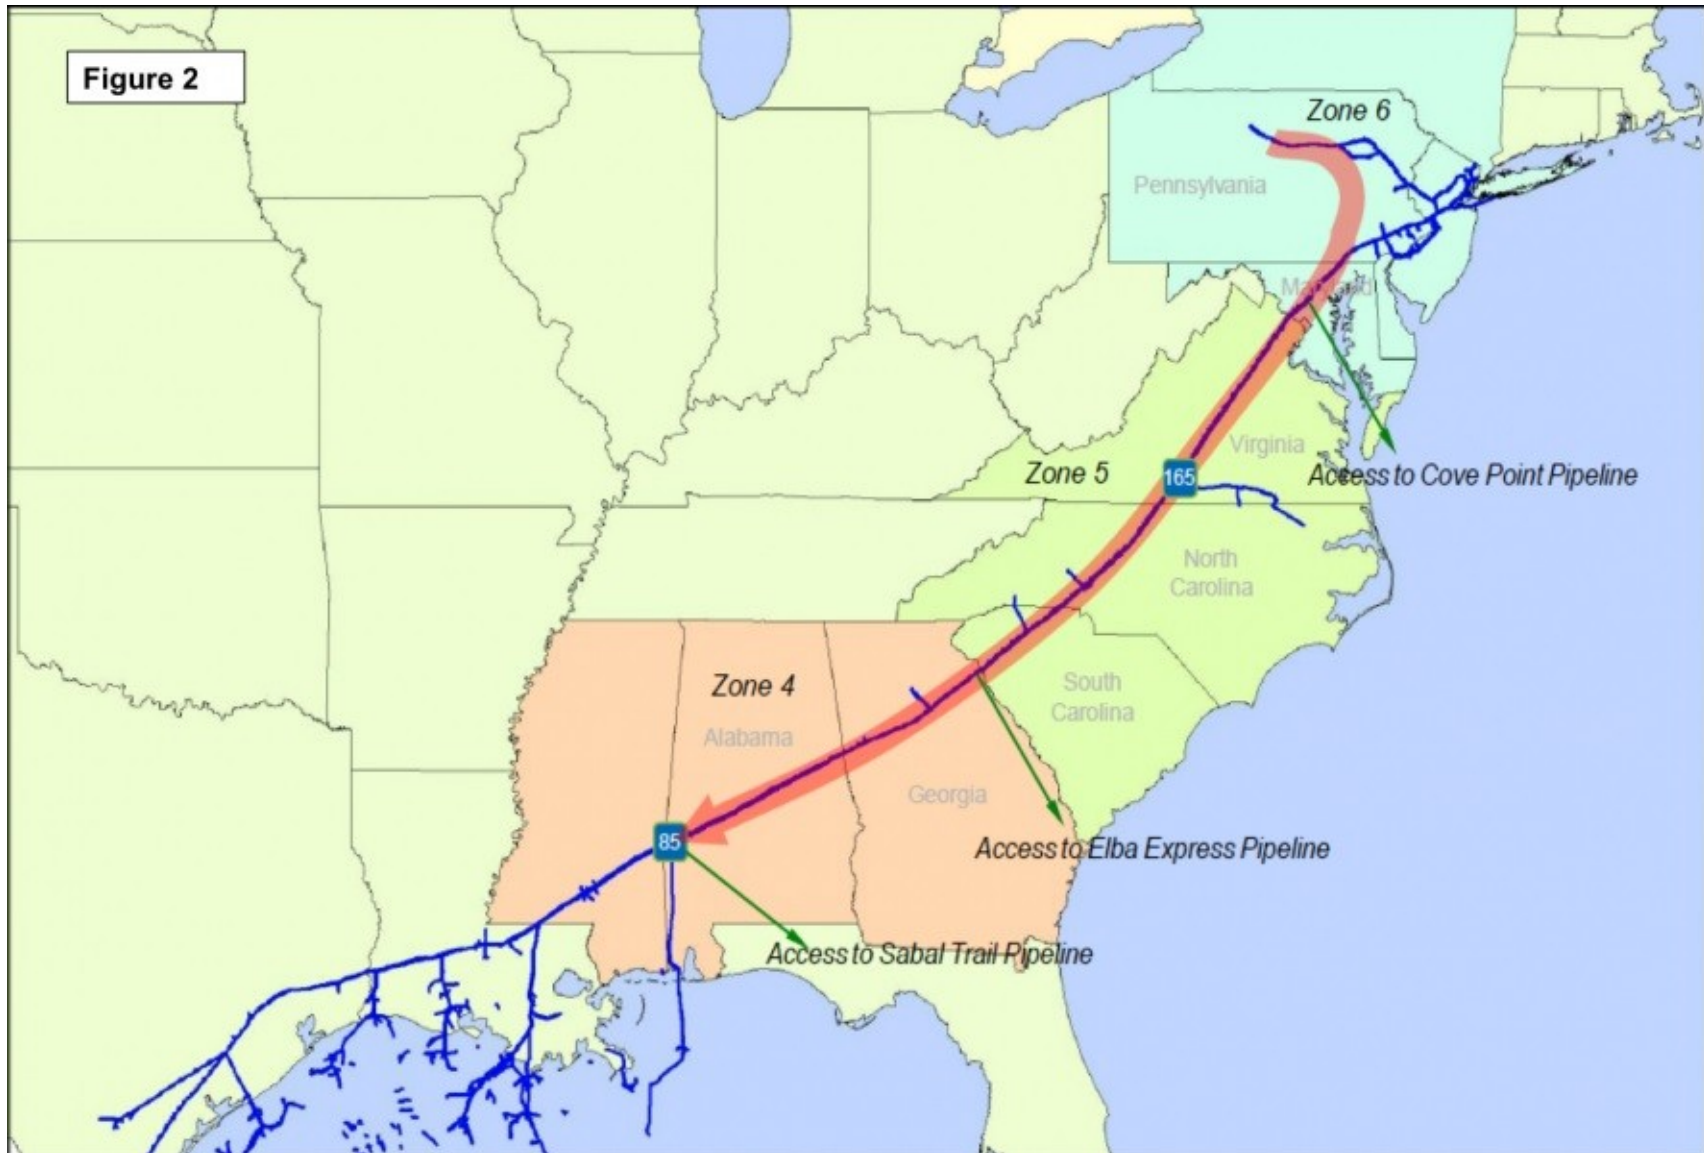 Figure 2
Zone 6
Pennsylvania
Maryland
Virginia
Zone 5
165
Access to Cove Point Pipeline
North
Carolina
Zone 4
South
Carolina
Alabama
Georgia
85
Access to Elba Express Pipeline
Access to Sabal Trail Pipeline